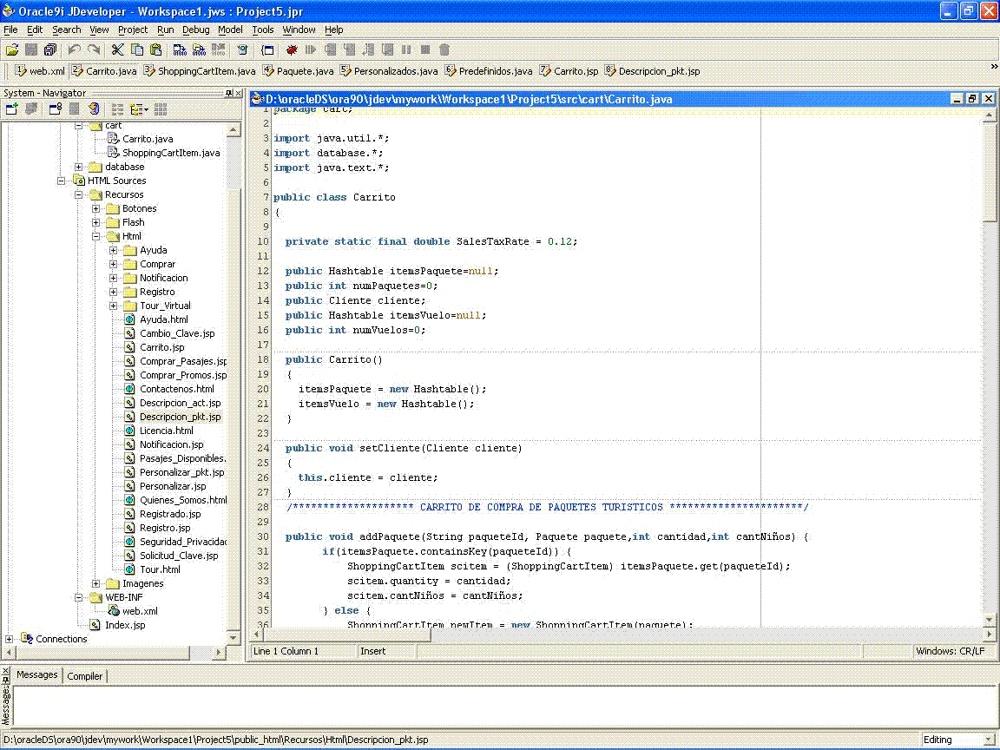 Oracle9i JDeveloper - Workspace1.jws : Project5.jpr
File Edit Search View Project Run Debug Model Tools Window Help
1 web.xml 2 Carrito.java 3 ShoppingCartItem.java 4 Paquete.java 5 Personalizados.java 6 Predefinidos.java 7 Carrito.jsp 8 Descripcion_pkt.jsp
System - Navigator
cart
Carrito.java
ShoppingCartItem.java
database
HTML Sources
Recursos
Botones
Flash
Html
Ayuda
Comprar
Notificacion
Registro
Tour_Virtual
Ayuda.html
Cambio_Clave.jsp
Carrito.jsp
Comprar_Pasajes.jsp
Comprar_Promos.jsp
Contactenos.html
Descripcion_act.jsp
Descripcion_pkt.jsp
Licencia.html
Notificacion.jsp
Pasajes_Disponibles.
Personalizar_pkt.jsp
Personalizar.jsp
Quienes_Somos.html
Registrado.jsp
Registro.jsp
Seguridad_Privacidad
Solicitud_Clave.jsp
Tour.html
Imagenes
WEB-INF
web.xml
Index.jsp
Connections
D:\oracleDS\ora90\jdev\mywork\Workspace1\Project5\src\cart\Carrito.java
1 package cart;
2
3 import java.util.*;
4 import database.*;
5 import java.text.*;
6
7 public class Carrito
8 {
9
10 private static final double SalesTaxRate = 0.12;
11
12 public Hashtable itemsPaquete=null;
13 public int numPaquetes=0;
14 public Cliente cliente;
15 public Hashtable itemsVuelo=null;
16 public int numVuelos=0;
17
18 public Carrito()
19 {
20 itemsPaquete = new Hashtable();
21 itemsVuelo = new Hashtable();
22 }
23
24 public void setCliente(Cliente cliente)
25 {
26 this.cliente = cliente;
27 }
28 /******************** CARRITO DE COMPRA DE PAQUETES TURISTICOS **********************/
29
30 public void addPaquete(String paqueteId, Paquete paquete,int cantidad,int cantNiños) {
31 if(itemsPaquete.containsKey(paqueteId)) {
32 ShoppingCartItem scitem = (ShoppingCartItem) itemsPaquete.get(paqueteId);
33 scitem.quantity = cantidad;
34 scitem.cantNiños = cantNiños;
35 } else {
36 ShoppingCartItem newItem = new ShoppingCartItem(paquete);
Line 1 Column 1 Insert Windows: CR/LF
Messages Compiler
Messages
D:\oracleDS\ora90\jdev\mywork\Workspace1\Project5\public_html\Recursos\Html\Descripcion_pkt.jsp Editing